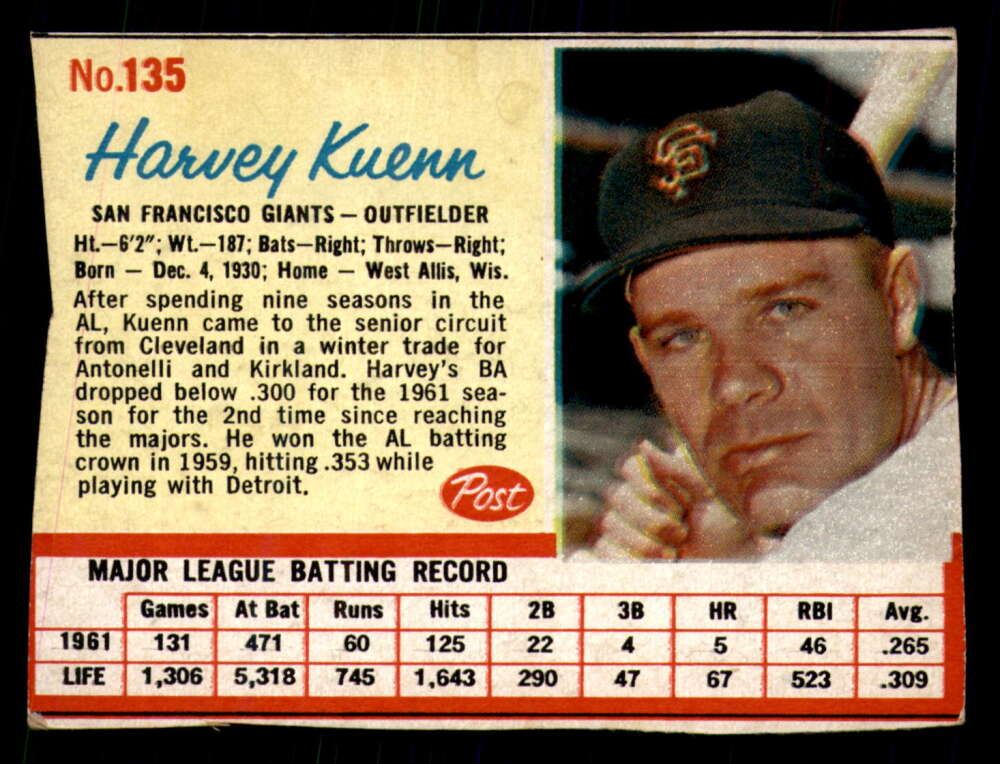 No.135
Harvey Kuenn
SAN FRANCISCO GIANTS — OUTFIELDER
Ht.—6'2"; Wt.—187; Bats—Right; Throws—Right;
Born — Dec. 4, 1930; Home — West Allis, Wis.
After spending nine seasons in the
AL, Kuenn came to the senior circuit
from Cleveland in a winter trade for
Antonelli and Kirkland. Harvey's BA
dropped below .300 for the 1961 sea-
son for the 2nd time since reaching
the majors. He won the AL batting
crown in 1959, hitting .353 while
playing with Detroit.
Post
SF
MAJOR LEAGUE BATTING RECORD
Games At Bat Runs Hits 2B 3B HR RBI Avg.
1961 131 471 60 125 22 4 5 46 .265
LIFE 1,306 5,318 745 1,643 290 47 67 523 .309